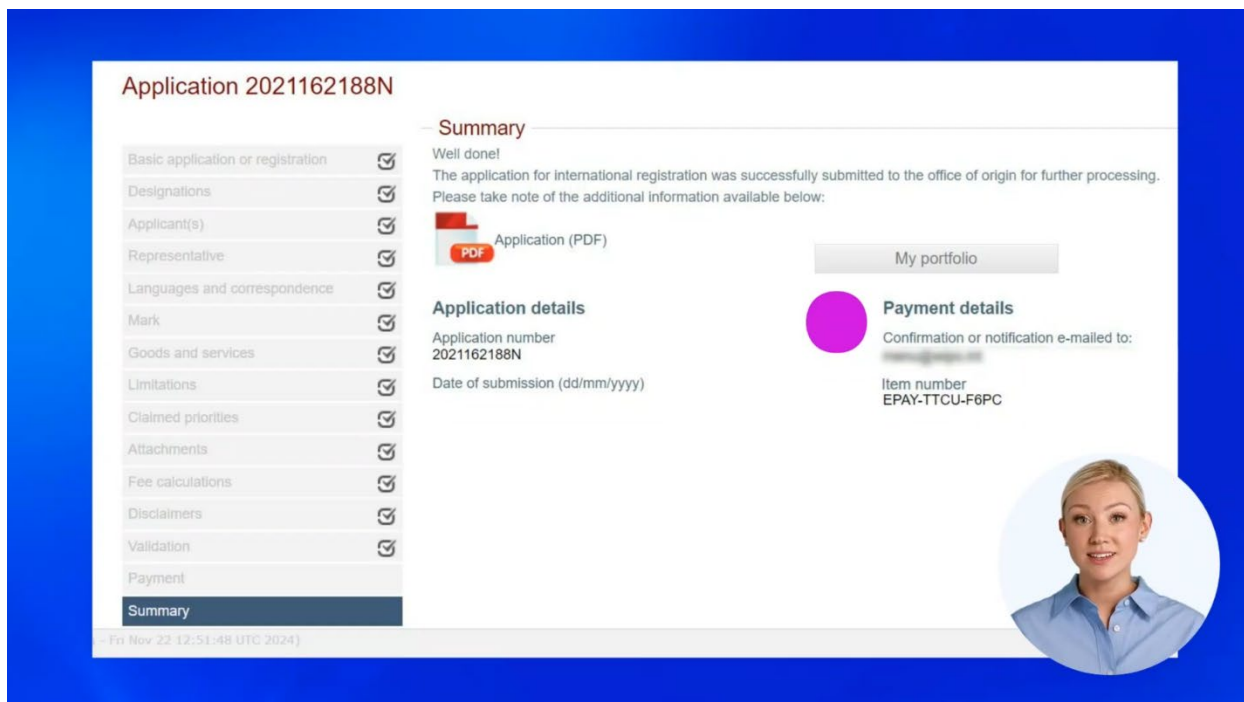 Application 2021162188N
Basic application or registration
Designations
Applicant(s)
Representative
Languages and correspondence
Mark
Goods and services
Limitations
Claimed priorities
Attachments
Fee calculations
Disclaimers
Validation
Payment
Summary
Summary
Well done!
The application for international registration was successfully submitted to the office of origin for further processing.
Please take note of the additional information available below:
PDF
Application (PDF)
My portfolio
Application details
Application number
2021162188N
Date of submission (dd/mm/yyyy)
Payment details
Confirmation or notification e-mailed to:
Item number
EPAY-TTCU-F6PC
- Fri Nov 22 12:51:48 UTC 2024)